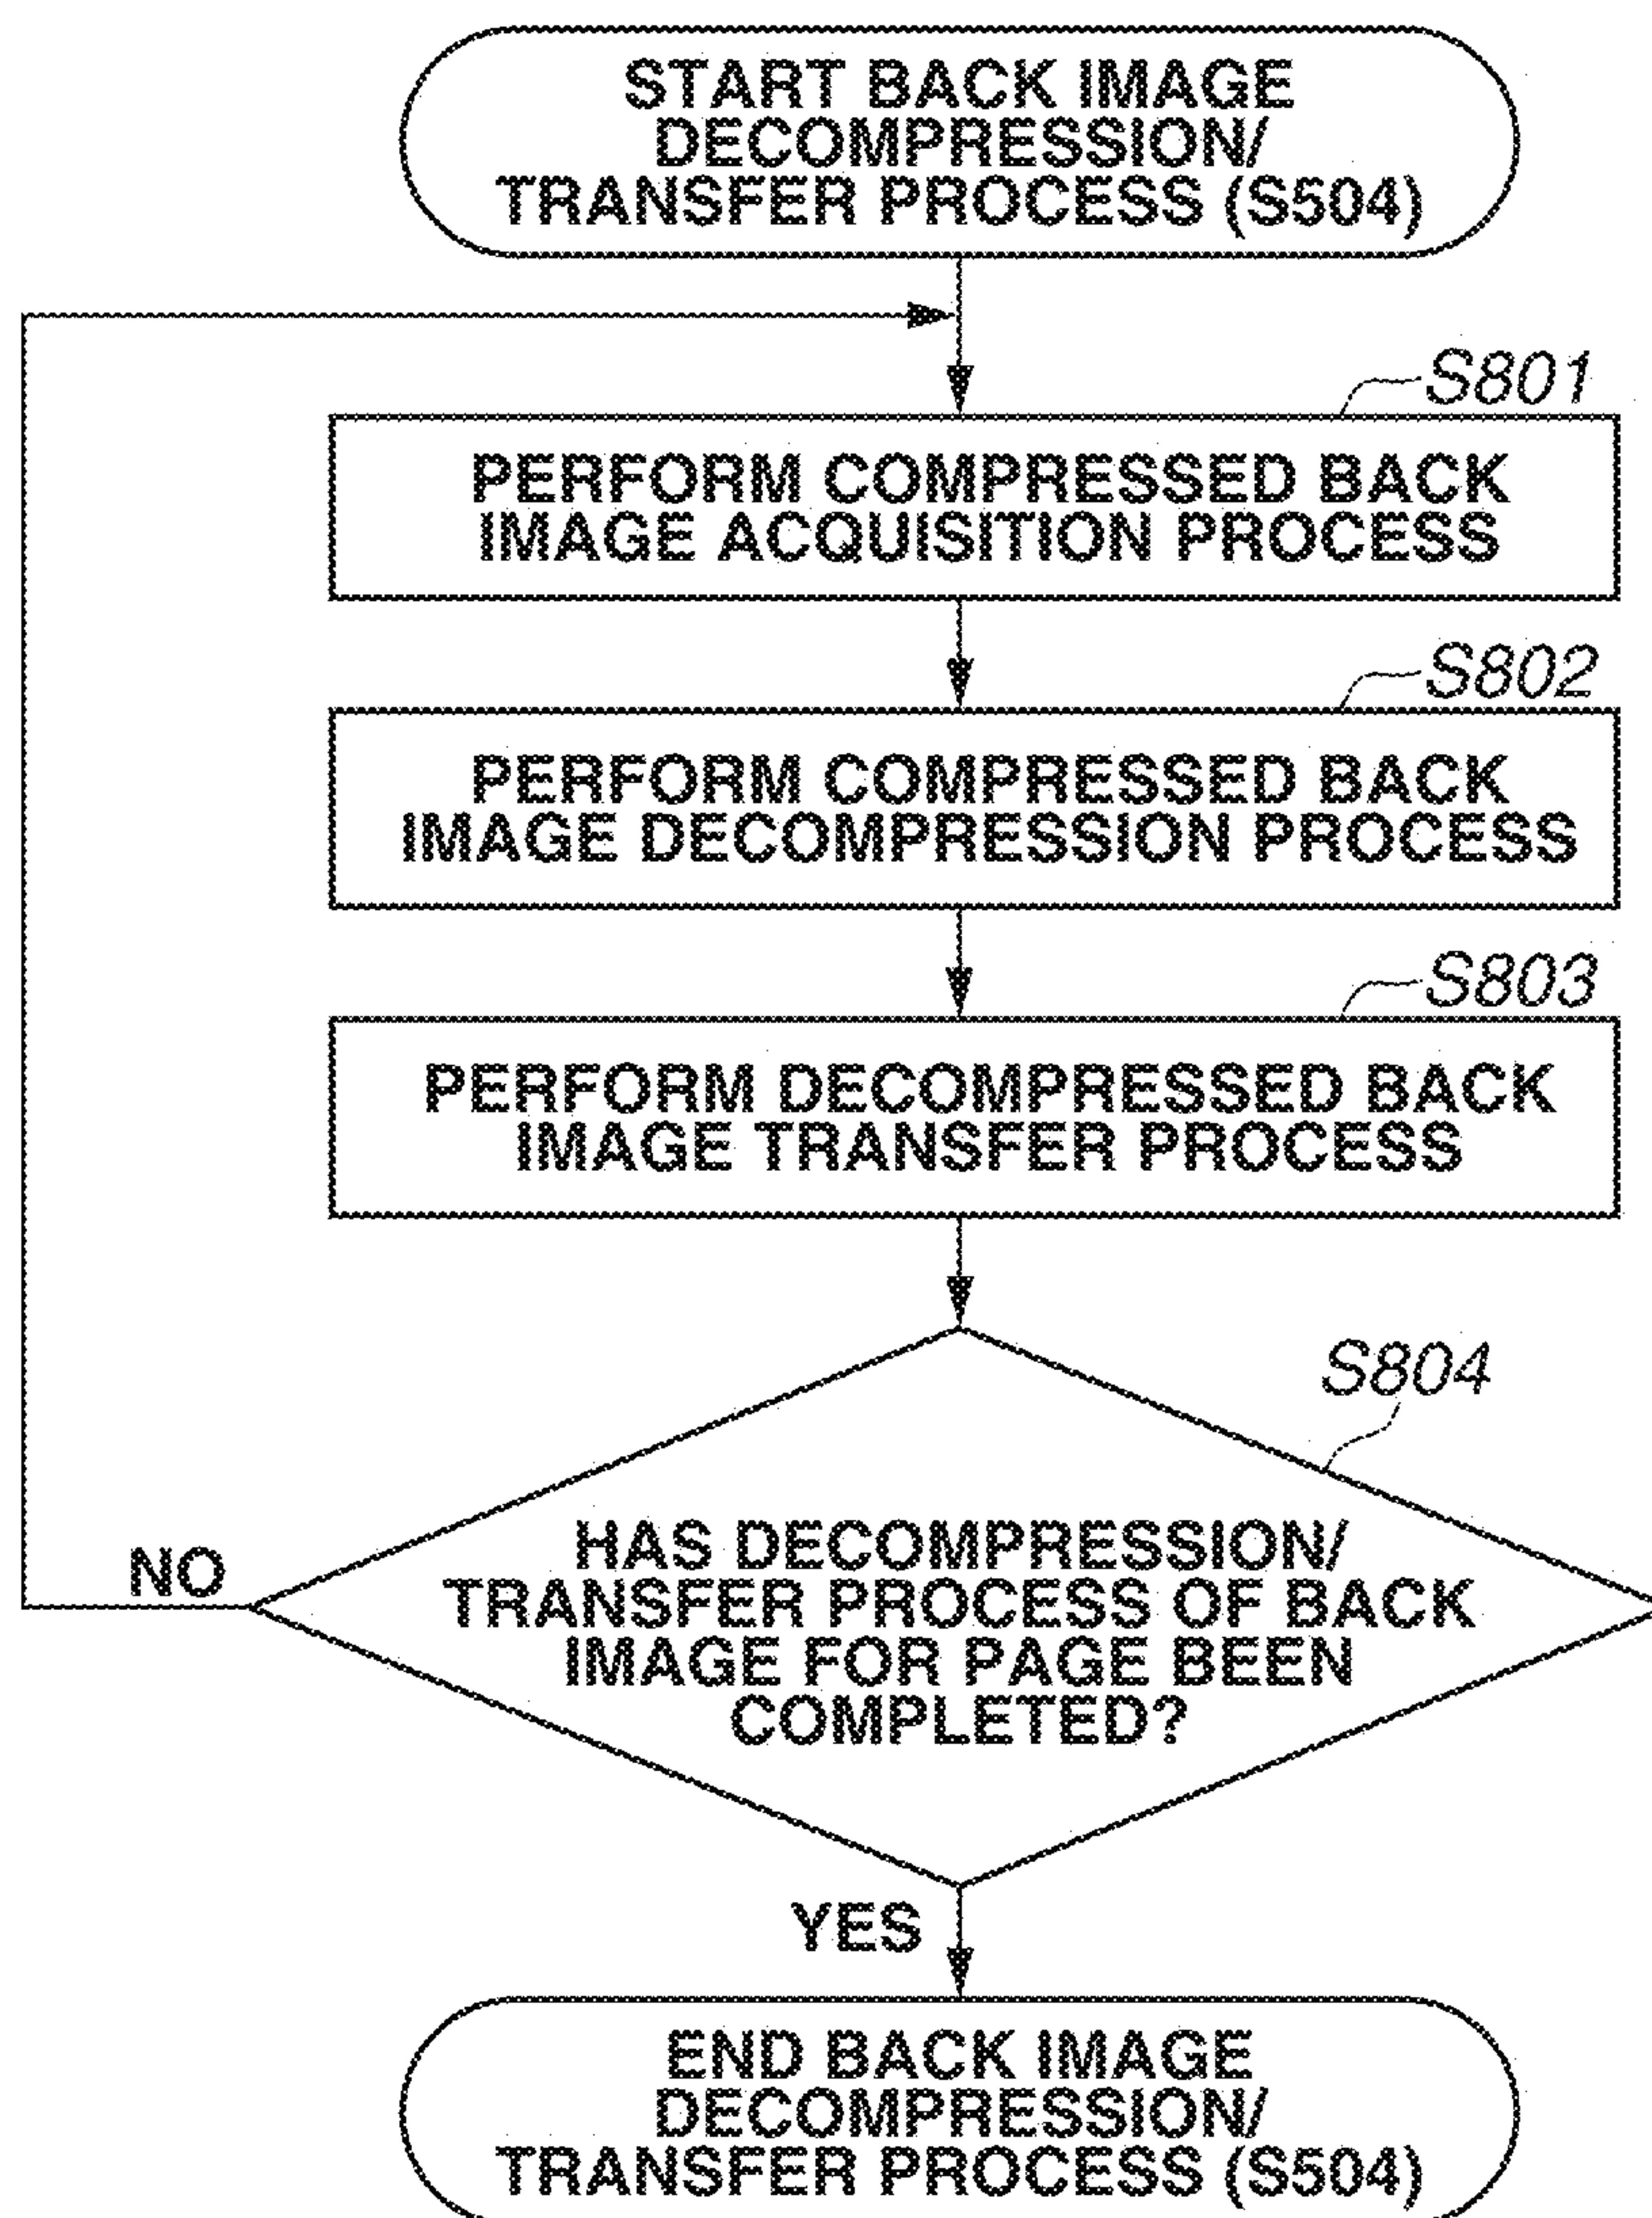 START BACK IMAGE
DECOMPRESSION/
TRANSFER PROCESS (S504)
S801
PERFORM COMPRESSED BACK
IMAGE ACQUISITION PROCESS
S802
PERFORM COMPRESSED BACK
IMAGE DECOMPRESSION PROCESS
S803
PERFORM DECOMPRESSED BACK
IMAGE TRANSFER PROCESS
S804
HAS DECOMPRESSION/
TRANSFER PROCESS OF BACK
IMAGE FOR PAGE BEEN
COMPLETED?
NO
YES
END BACK IMAGE
DECOMPRESSION/
TRANSFER PROCESS (S504)